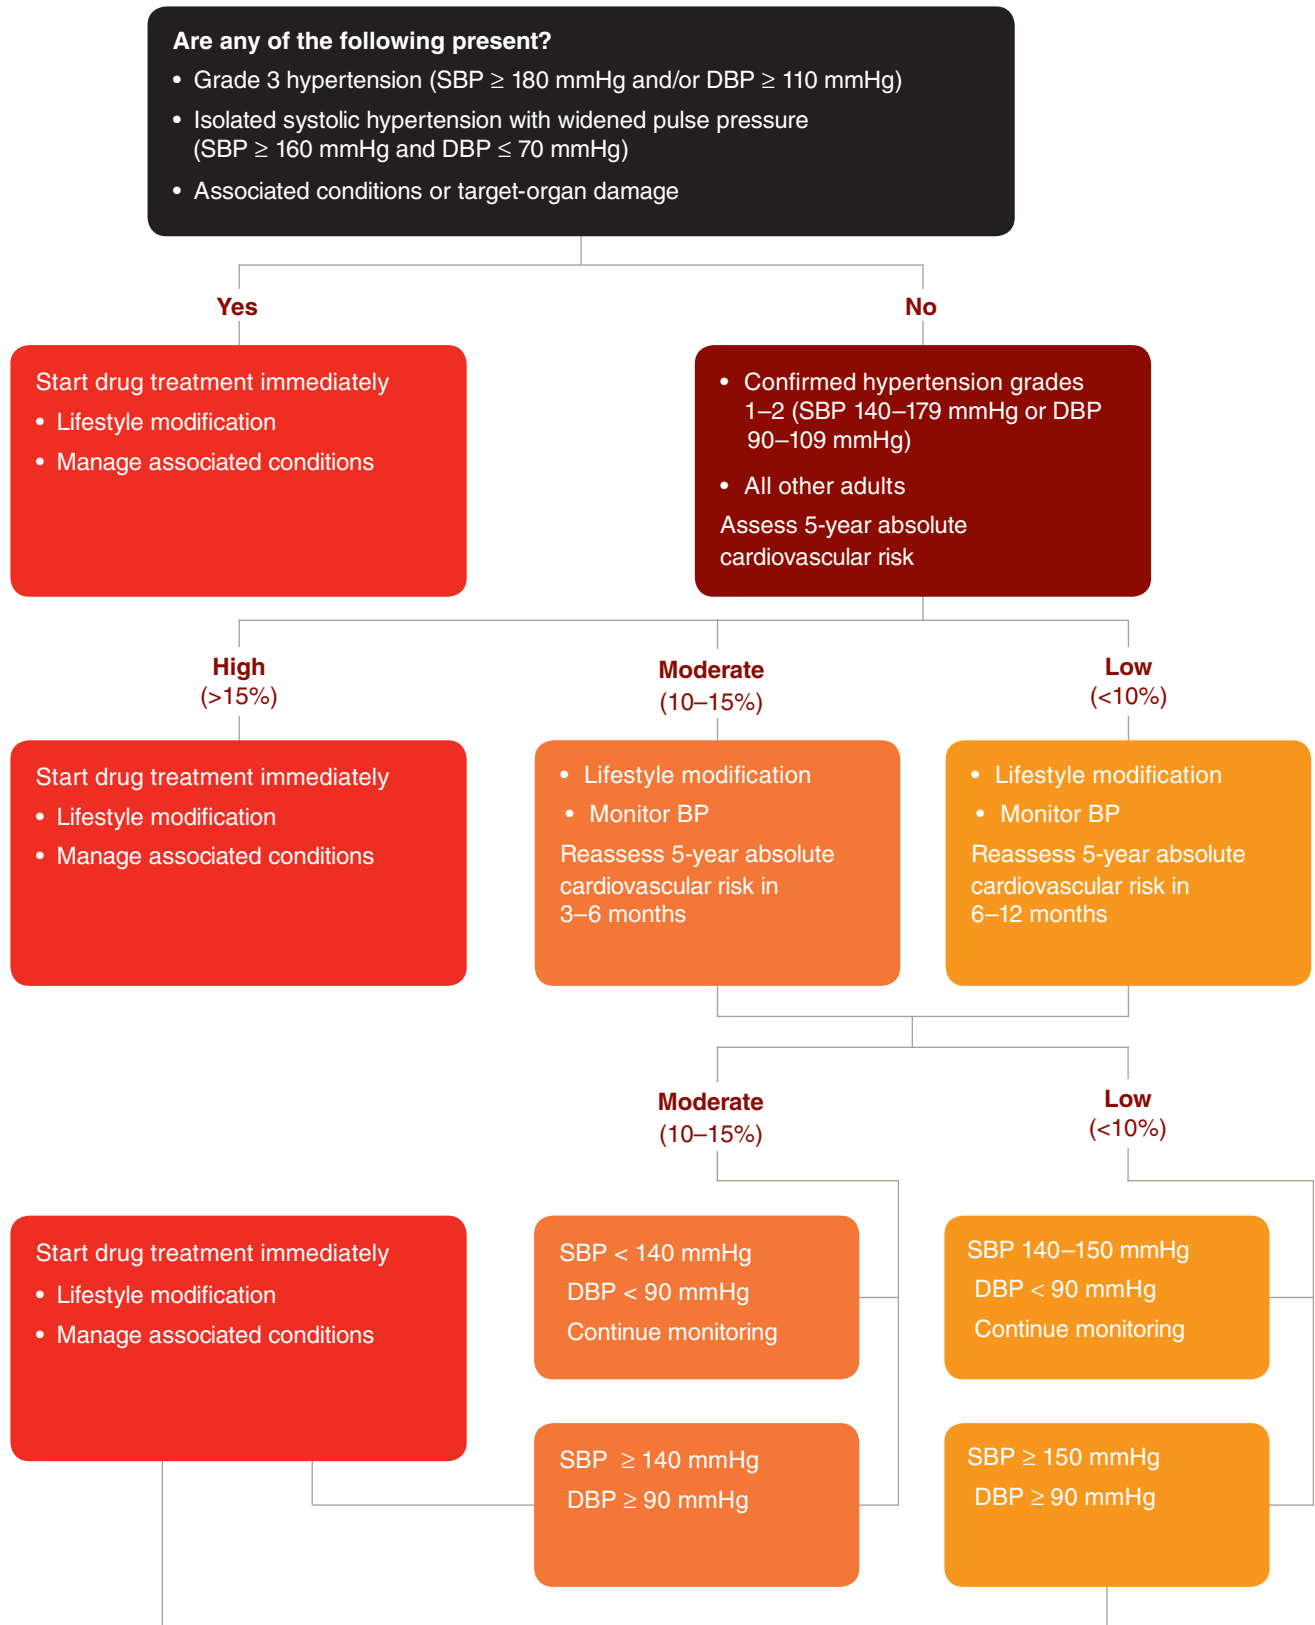 Are any of the following present?
• Grade 3 hypertension (SBP ≥ 180 mmHg and/or DBP ≥ 110 mmHg)
• Isolated systolic hypertension with widened pulse pressure
(SBP ≥ 160 mmHg and DBP ≤ 70 mmHg)
• Associated conditions or target-organ damage
Yes
No
Start drug treatment immediately
• Lifestyle modification
• Manage associated conditions
• Confirmed hypertension grades
1–2 (SBP 140–179 mmHg or DBP
90–109 mmHg)
• All other adults
Assess 5-year absolute
cardiovascular risk
High
(>15%)
Moderate
(10–15%)
Low
(<10%)
Start drug treatment immediately
• Lifestyle modification
• Manage associated conditions
• Lifestyle modification
• Monitor BP
Reassess 5-year absolute
cardiovascular risk in
3–6 months
• Lifestyle modification
• Monitor BP
Reassess 5-year absolute
cardiovascular risk in
6–12 months
Moderate
(10–15%)
Low
(<10%)
Start drug treatment immediately
• Lifestyle modification
• Manage associated conditions
SBP < 140 mmHg
DBP < 90 mmHg
Continue monitoring
SBP 140–150 mmHg
DBP < 90 mmHg
Continue monitoring
SBP ≥ 140 mmHg
DBP ≥ 90 mmHg
SBP ≥ 150 mmHg
DBP ≥ 90 mmHg